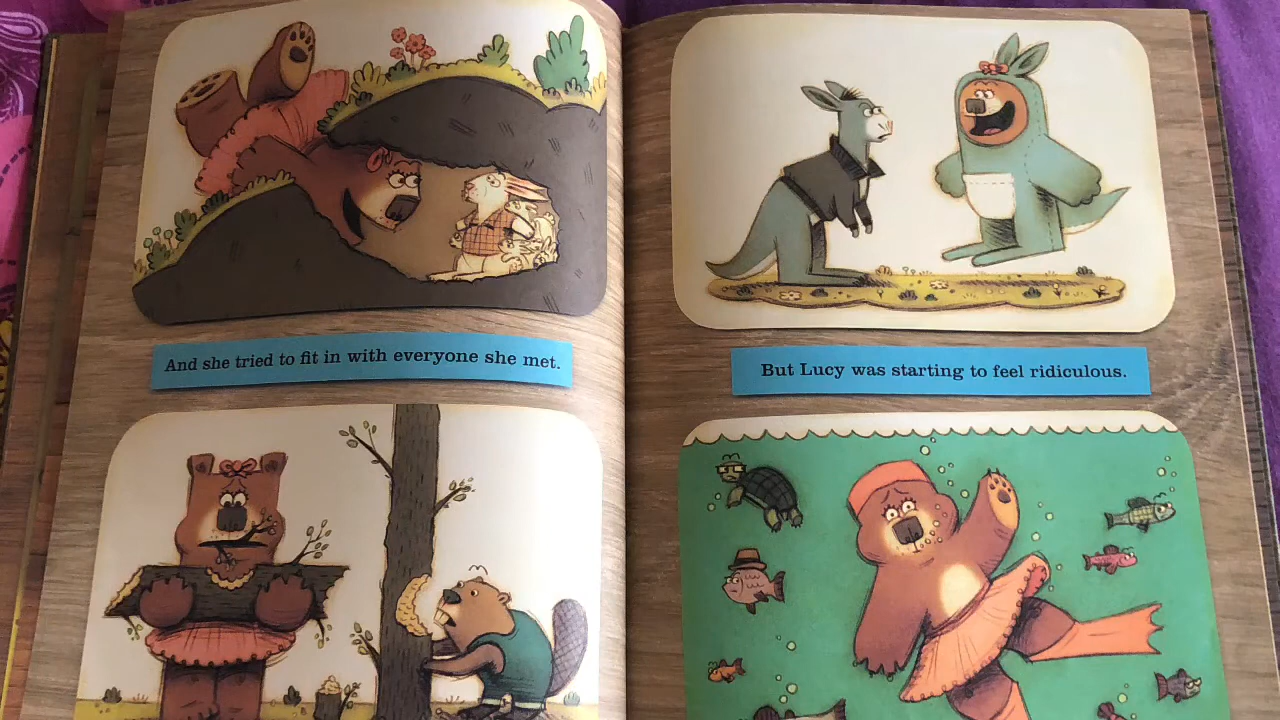 And she tried to fit in with everyone she met.
But Lucy was starting to feel ridiculous.